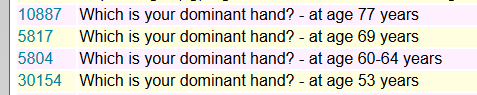 10887 Which is your dominant hand? - at age 77 years
5817 Which is your dominant hand? - at age 69 years
5804 Which is your dominant hand? - at age 60-64 years
30154 Which is your dominant hand? - at age 53 years